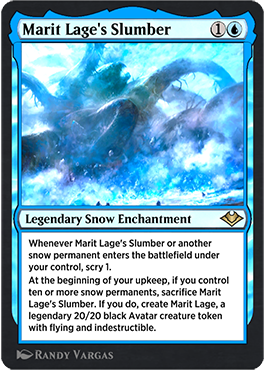 Marit Lage's Slumber 1
Legendary Snow Enchantment
Whenever Marit Lage's Slumber or another
snow permanent enters the battlefield under
your control, scry 1.
At the beginning of your upkeep, if you control
ten or more snow permanents, sacrifice Marit
Lage's Slumber. If you do, create Marit Lage, a
legendary 20/20 black Avatar creature token
with flying and indestructible.
Randy Vargas